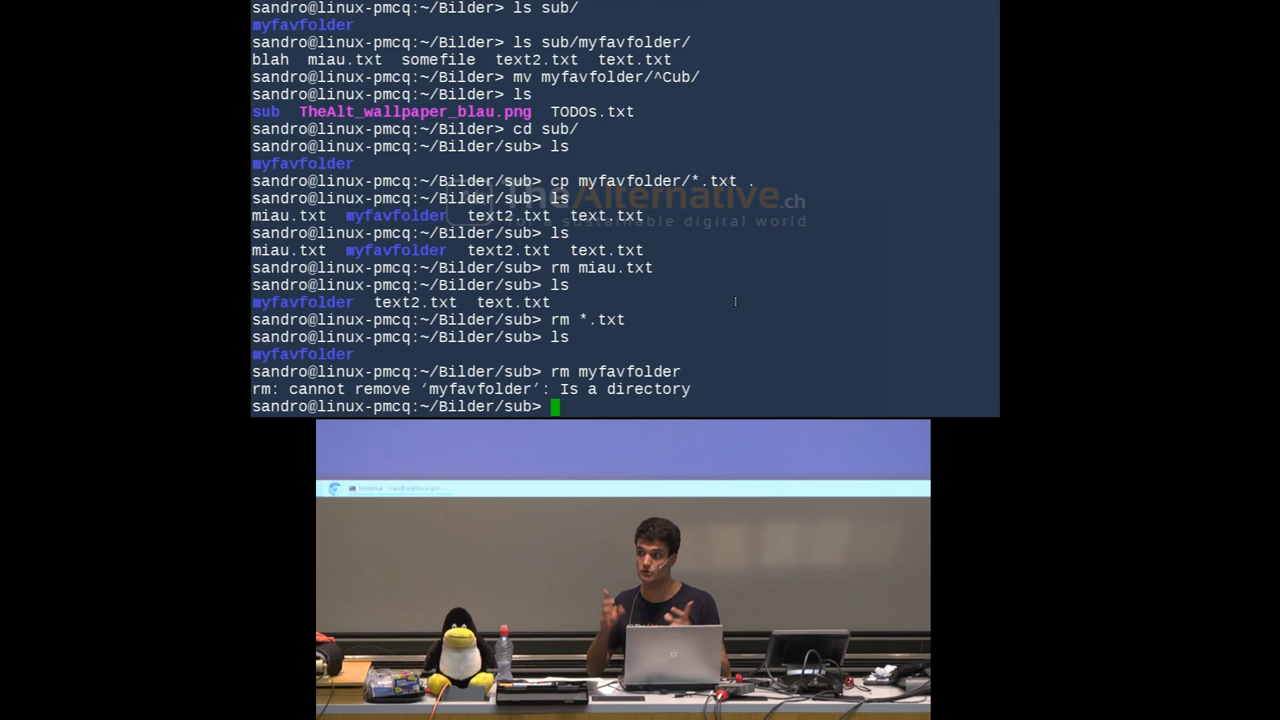 sandro@linux-pmcq:~/Bilder> ls sub/
myfavfolder
sandro@linux-pmcq:~/Bilder> ls sub/myfavfolder/
blah  miau.txt  somefile  text2.txt  text.txt
sandro@linux-pmcq:~/Bilder> mv myfavfolder/^Cub/
sandro@linux-pmcq:~/Bilder> ls
sub  TheAlt_wallpaper_blau.png  TODOs.txt
sandro@linux-pmcq:~/Bilder> cd sub/
sandro@linux-pmcq:~/Bilder/sub> ls
myfavfolder
sandro@linux-pmcq:~/Bilder/sub> cp myfavfolder/*.txt .
TheAlternative.ch
sandro@linux-pmcq:~/Bilder/sub> ls
miau.txt  myfavfolder  text2.txt  text.txt
for a sustainable digital world
sandro@linux-pmcq:~/Bilder/sub> ls
miau.txt  myfavfolder  text2.txt  text.txt
sandro@linux-pmcq:~/Bilder/sub> rm miau.txt
sandro@linux-pmcq:~/Bilder/sub> ls
myfavfolder  text2.txt  text.txt
sandro@linux-pmcq:~/Bilder/sub> rm *.txt
sandro@linux-pmcq:~/Bilder/sub> ls
myfavfolder
sandro@linux-pmcq:~/Bilder/sub> rm myfavfolder
rm: cannot remove ‘myfavfolder’: Is a directory
sandro@linux-pmcq:~/Bilder/sub>